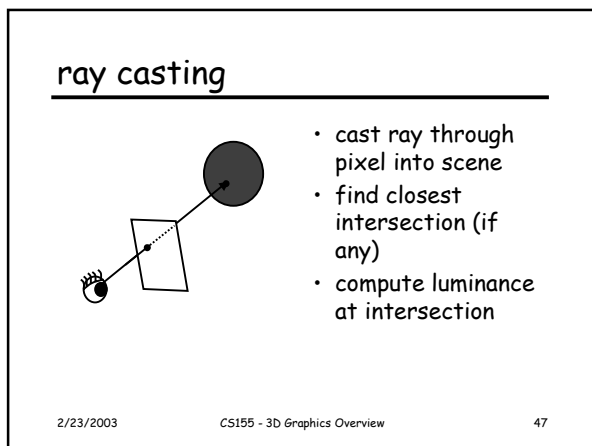 ray casting
• cast ray through
pixel into scene
• find closest
intersection (if
any)
• compute luminance
at intersection
2/23/2003 CS155 - 3D Graphics Overview 47